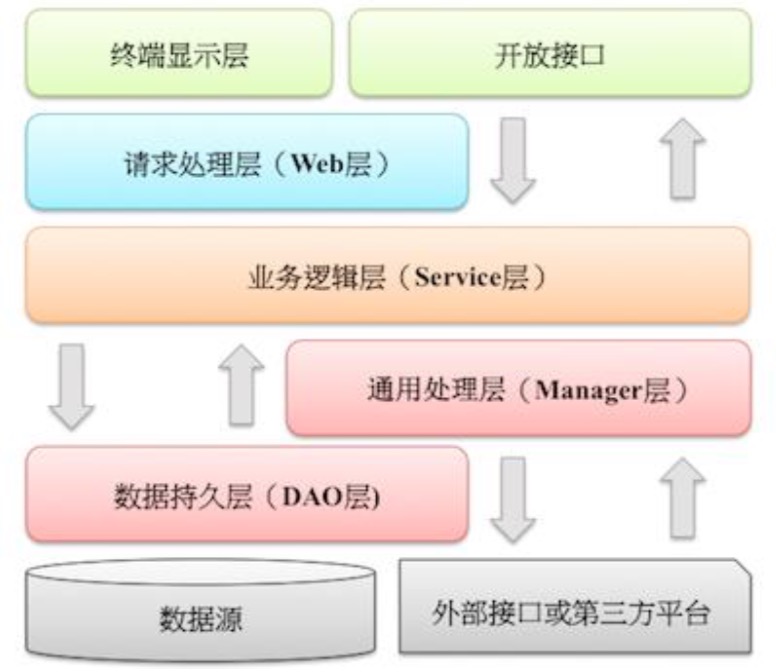 终端显示层
开放接口
请求处理层（Web层）
业务逻辑层（Service层）
通用处理层（Manager层）
数据持久层（DAO层)
数据源
外部接口或第三方平台